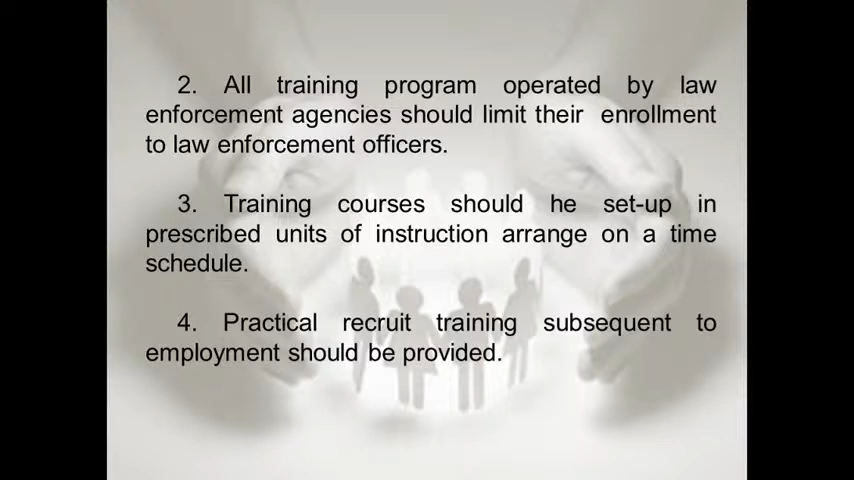 2. All training program operated by law
enforcement agencies should limit their enrollment
to law enforcement officers.
3. Training courses should he set-up in
prescribed units of instruction arrange on a time
schedule.
4. Practical recruit training subsequent to
employment should be provided.